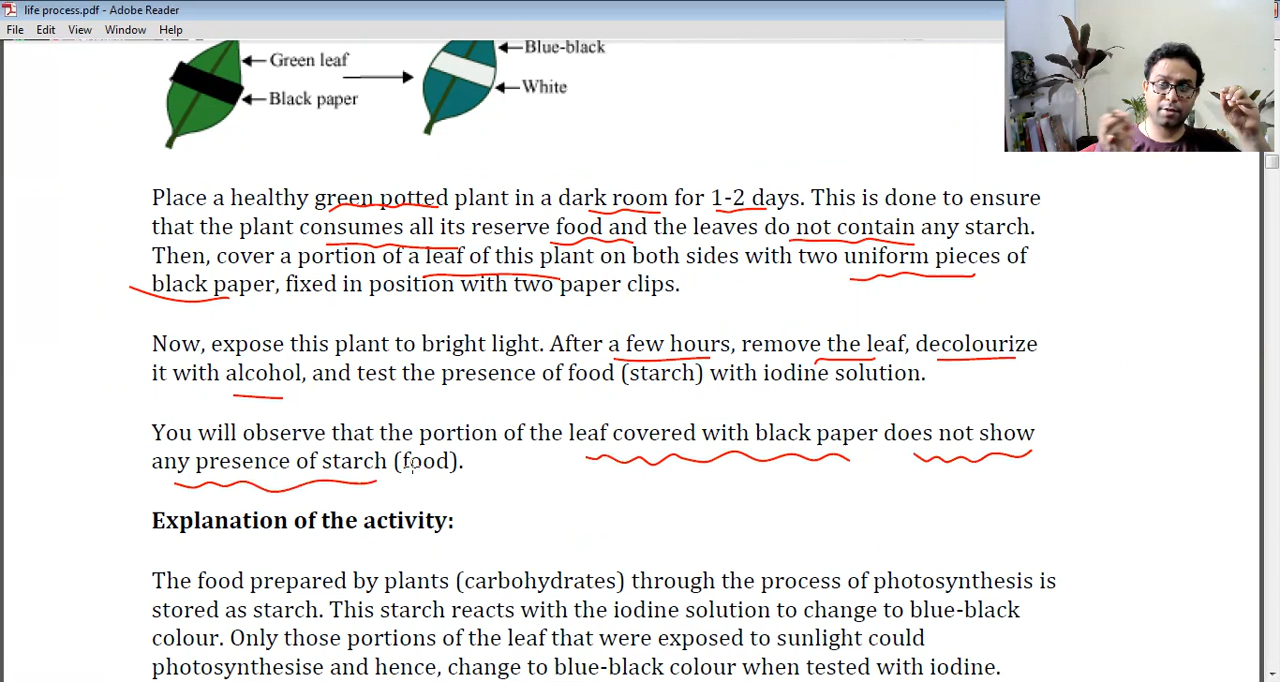 life process.pdf - Adobe Reader
File Edit View Window Help
Blue-black
Green leaf
White
Black paper
Place a healthy green potted plant in a dark room for 1-2 days. This is done to ensure
that the plant consumes all its reserve food and the leaves do not contain any starch.
Then, cover a portion of a leaf of this plant on both sides with two uniform pieces of
black paper, fixed in position with two paper clips.
Now, expose this plant to bright light. After a few hours, remove the leaf, decolourize
it with alcohol, and test the presence of food (starch) with iodine solution.
You will observe that the portion of the leaf covered with black paper does not show
any presence of starch (food).
Explanation of the activity:
The food prepared by plants (carbohydrates) through the process of photosynthesis is
stored as starch. This starch reacts with the iodine solution to change to blue-black
colour. Only those portions of the leaf that were exposed to sunlight could
photosynthesise and hence, change to blue-black colour when tested with iodine.